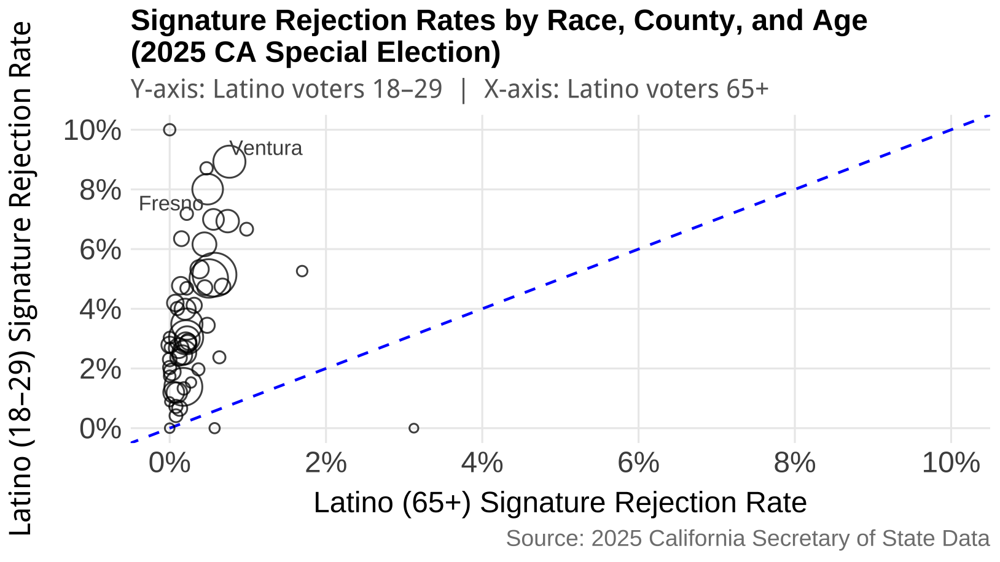 Signature Rejection Rates by Race, County, and Age
(2025 CA Special Election)
Y-axis: Latino voters 18–29 | X-axis: Latino voters 65+
Latino (18–29) Signature Rejection Rate
10%
8%
6%
4%
2%
0%
Ventura
Fresno
0%
2%
4%
6%
8%
10%
Latino (65+) Signature Rejection Rate
Source: 2025 California Secretary of State Data